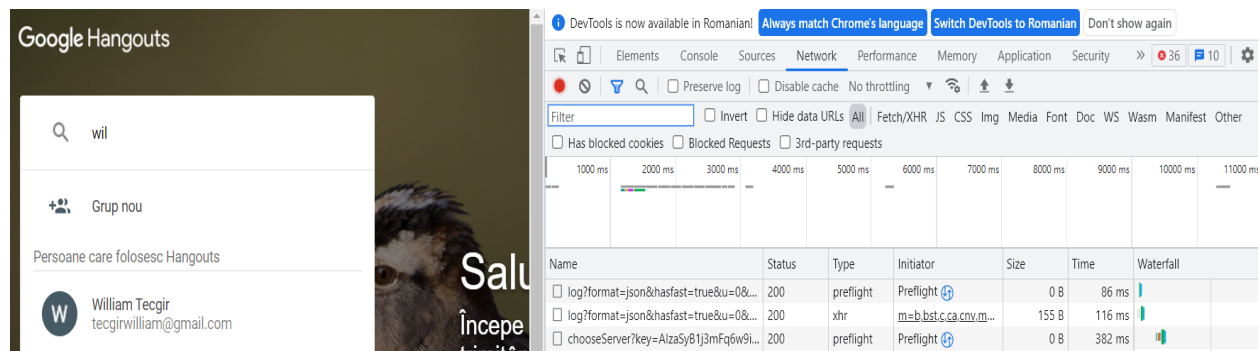 Google Hangouts
wil
Grup nou
Persoane care folosesc Hangouts
W
William Tecgir
tecgirwilliam@gmail.com
Salu
Începe
DevTools is now available in Romanian! Always match Chrome's language Switch DevTools to Romanian Don't show again
Elements Console Sources Network Performance Memory Application Security » 36 10
Preserve log Disable cache No throttling
Filter Invert Hide data URLs All Fetch/XHR JS CSS Img Media Font Doc WS Wasm Manifest Other
Has blocked cookies Blocked Requests 3rd-party requests
1000 ms 2000 ms 3000 ms 4000 ms 5000 ms 6000 ms 7000 ms 8000 ms 9000 ms 10000 ms 11000 ms
Name Status Type Initiator Size Time Waterfall
log?format=json&hasfast=true&u=0&... 200 preflight Preflight 0 B 86 ms
log?format=json&hasfast=true&u=0&... 200 xhr m=b,bst,c,ca,cnv,m... 155 B 116 ms
chooseServer?key=AIzaSyB1j3mFq6w9i... 200 preflight Preflight 0 B 382 ms